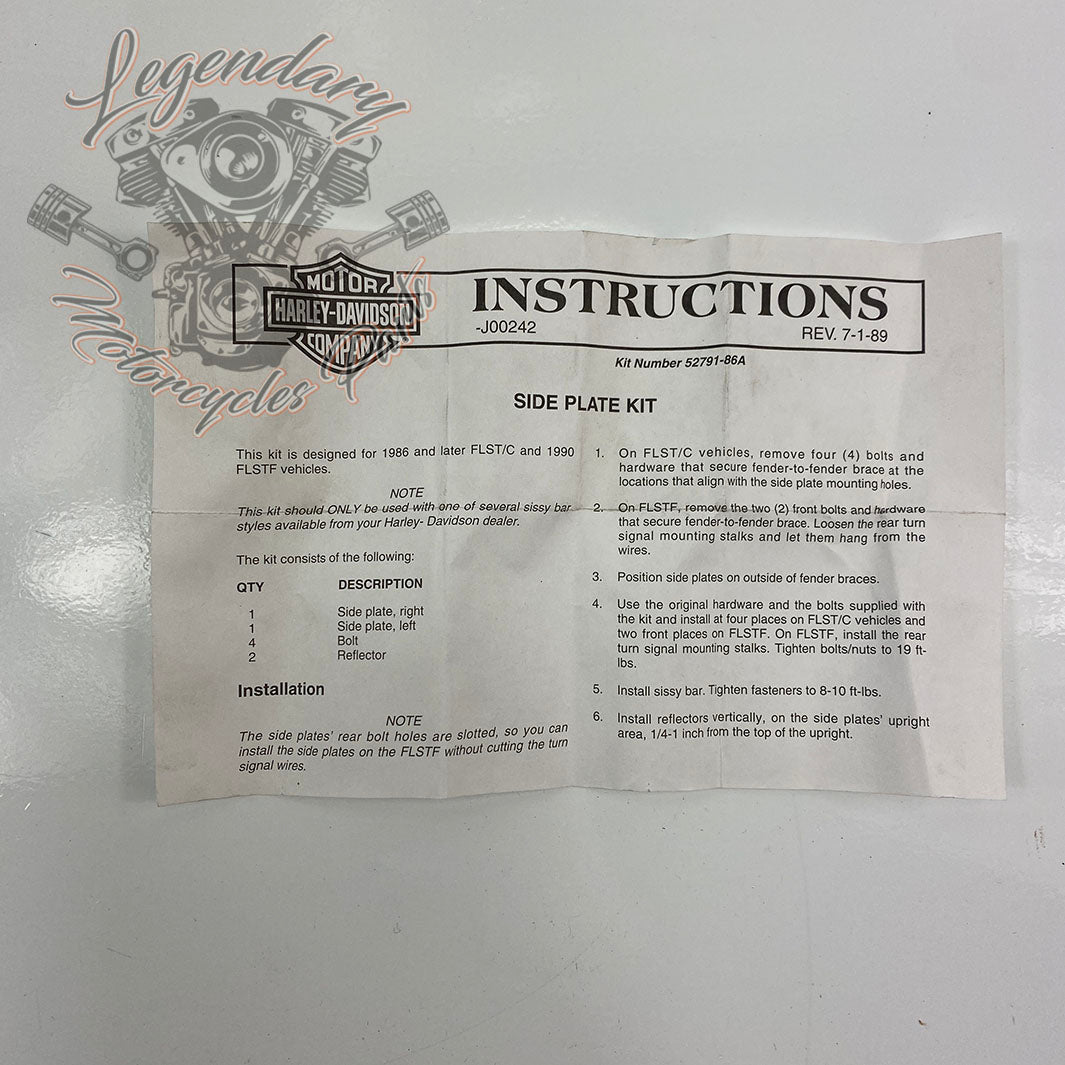 Legendary
Motorcycles Parts
MOTOR
HARLEY-DAVIDSON
COMPANY
INSTRUCTIONS
-J00242
REV. 7-1-89
Kit Number 52791-86A
SIDE PLATE KIT
This kit is designed for 1986 and later FLST/C and 1990
FLSTF vehicles.
NOTE
This kit should ONLY be used with one of several sissy bar
styles available from your Harley- Davidson dealer.
The kit consists of the following:
QTY DESCRIPTION
1 Side plate, right
1 Side plate, left
4 Bolt
2 Reflector
Installation
NOTE
The side plates' rear bolt holes are slotted, so you can
install the side plates on the FLSTF without cutting the turn
signal wires.
1. On FLST/C vehicles, remove four (4) bolts and
hardware that secure fender-to-fender brace at the
locations that align with the side plate mounting holes.
2. On FLSTF, remove the two (2) front bolts and hardware
that secure fender-to-fender brace. Loosen the rear turn
signal mounting stalks and let them hang from the
wires.
3. Position side plates on outside of fender braces.
4. Use the original hardware and the bolts supplied with
the kit and install at four places on FLST/C vehicles and
two front places on FLSTF. On FLSTF, install the rear
turn signal mounting stalks. Tighten bolts/nuts to 19 ft-
lbs.
5. Install sissy bar. Tighten fasteners to 8-10 ft-lbs.
6. Install reflectors vertically, on the side plates' upright
area, 1/4-1 inch from the top of the upright.